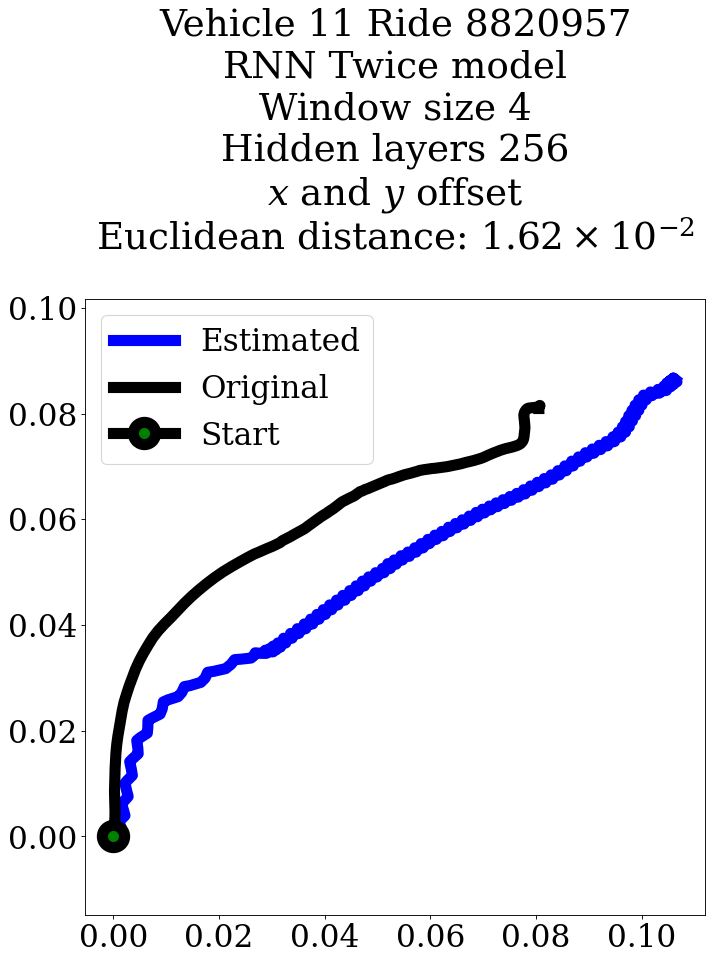 Vehicle 11 Ride 8820957
RNN Twice model
Window size 4
Hidden layers 256
x and y offset
Euclidean distance: 1.62 × 10⁻²
Estimated
Original
Start
0.10
0.08
0.06
0.04
0.02
0.00
0.00 0.02 0.04 0.06 0.08 0.10